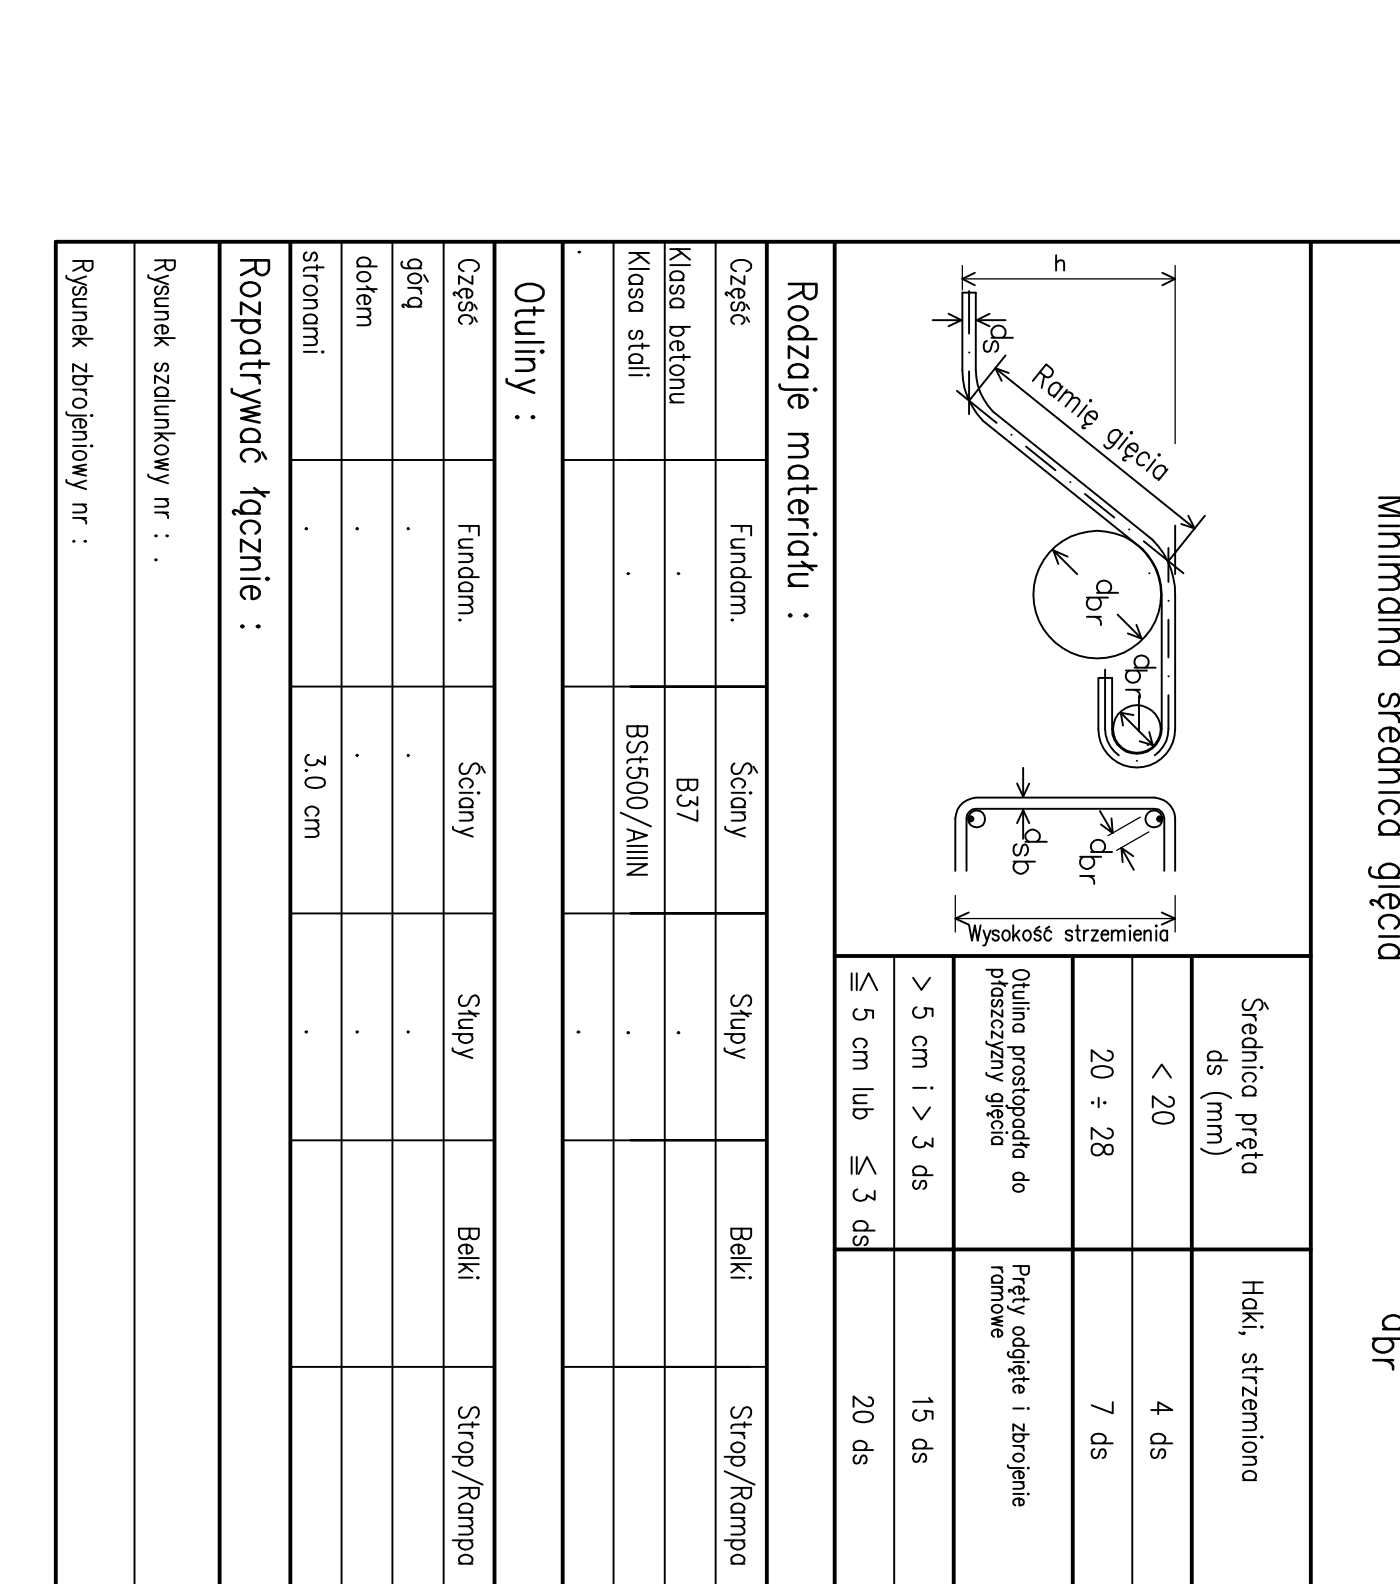 Minimalna średnica gięcia dbr
h
ds
Ramię gięcia
dbr
dbr
dsb
dbr
Wysokość strzemienia
Średnica pręta
ds (mm)
Haki, strzemiona
< 20
4 ds
20 ÷ 28
7 ds
Otulina prostopadła do
płaszczyzny gięcia
Pręty odgięte i zbrojenie
ramowe
> 5 cm i > 3 ds
15 ds
≦ 5 cm lub ≦ 3 ds
20 ds
Rodzaje materiału :
Część Fundam. Ściany Słupy Belki Strop/Rampa
Klasa betonu . B37 .
Klasa stali . BSt500/AIIIN .
. .
Otuliny :
Część Fundam. Ściany Słupy Belki Strop/Rampa
górą . . .
dołem . . .
stronami . 3.0 cm .
Rozpatrywać łącznie :
Rysunek szalunkowy nr : .
Rysunek zbrojeniowy nr :